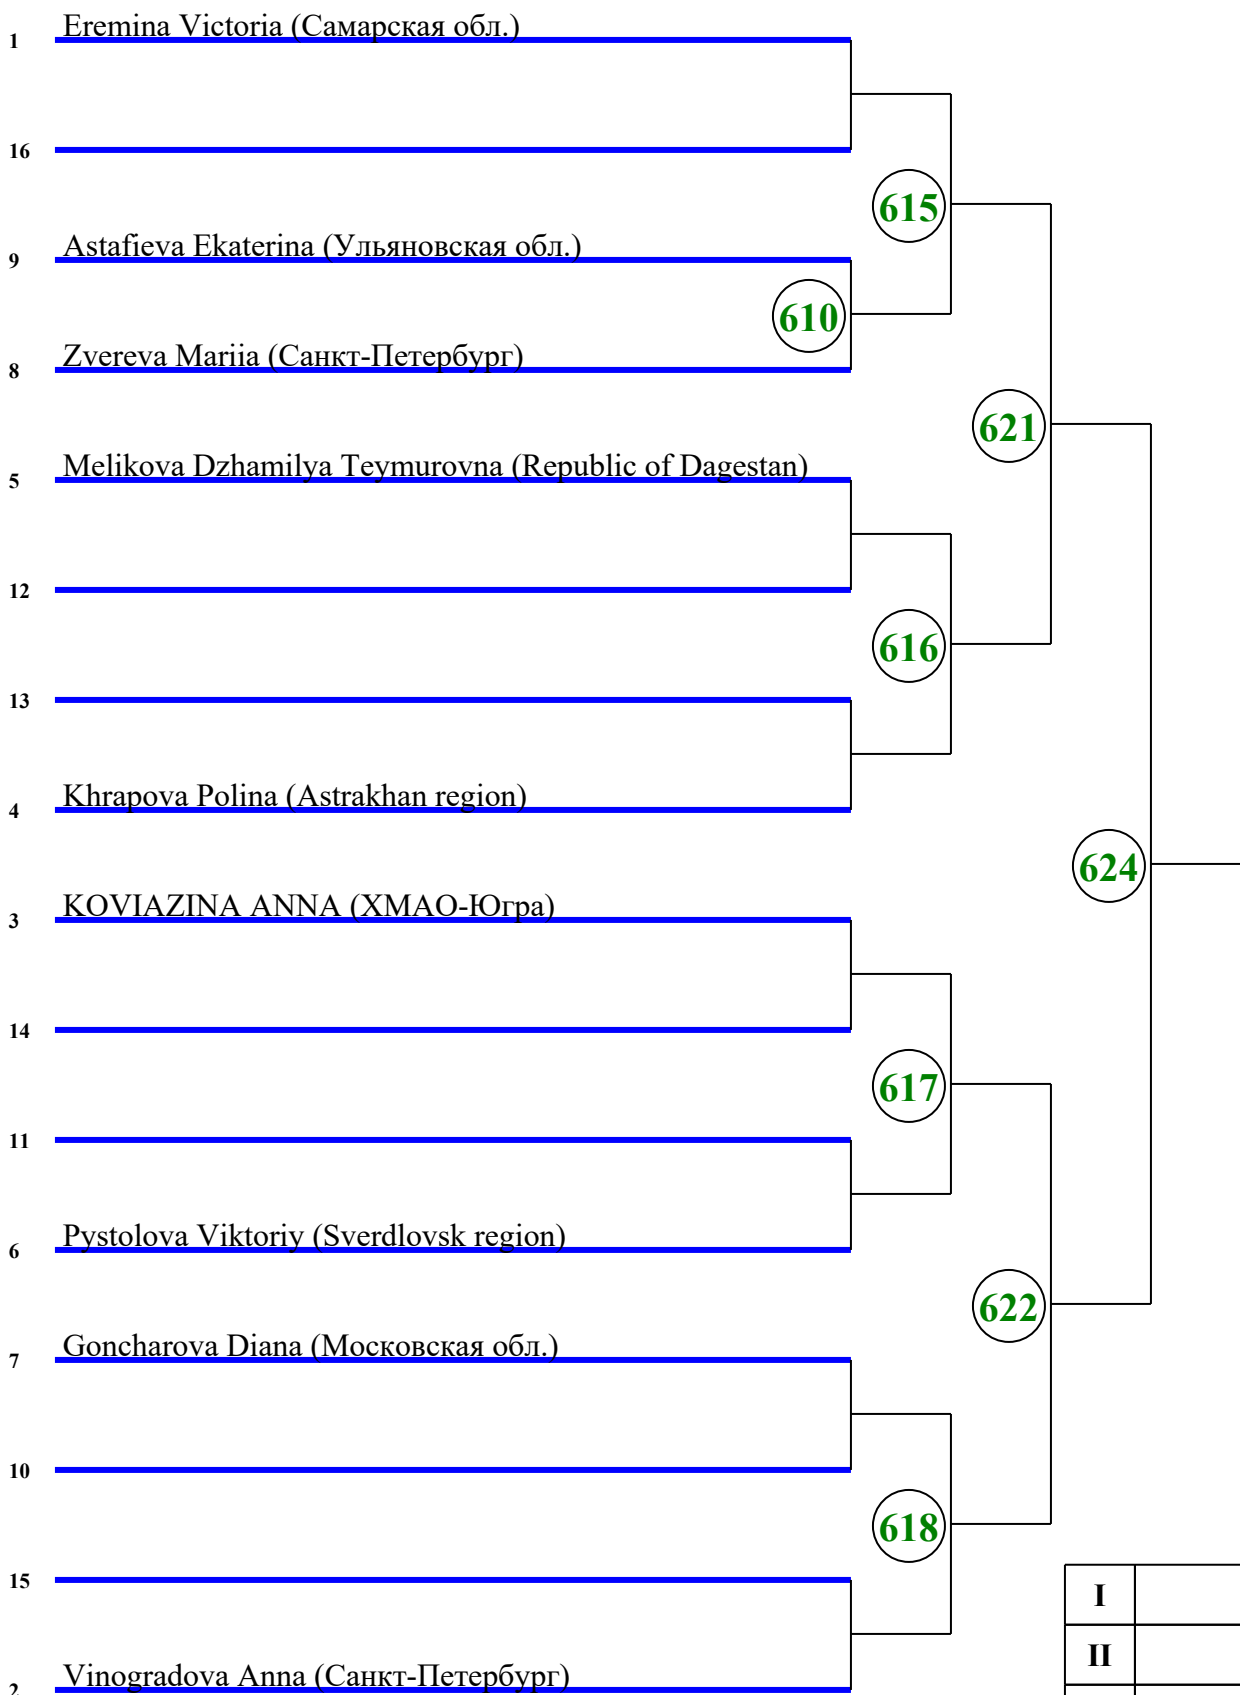 1 Eremina Victoria (Самарская обл.)
16
615
9 Astafieva Ekaterina (Ульяновская обл.)
610
8 Zvereva Mariia (Санкт-Петербург)
621
5 Melikova Dzhamilya Teymurovna (Republic of Dagestan)
12
616
13
4 Khrapova Polina (Astrakhan region)
624
3 KOVIAZINA ANNA (ХМАО-Югра)
14
617
11
6 Pystolova Viktoriy (Sverdlovsk region)
622
7 Goncharova Diana (Московская обл.)
10
618
15
I
II
2 Vinogradova Anna (Санкт-Петербург)